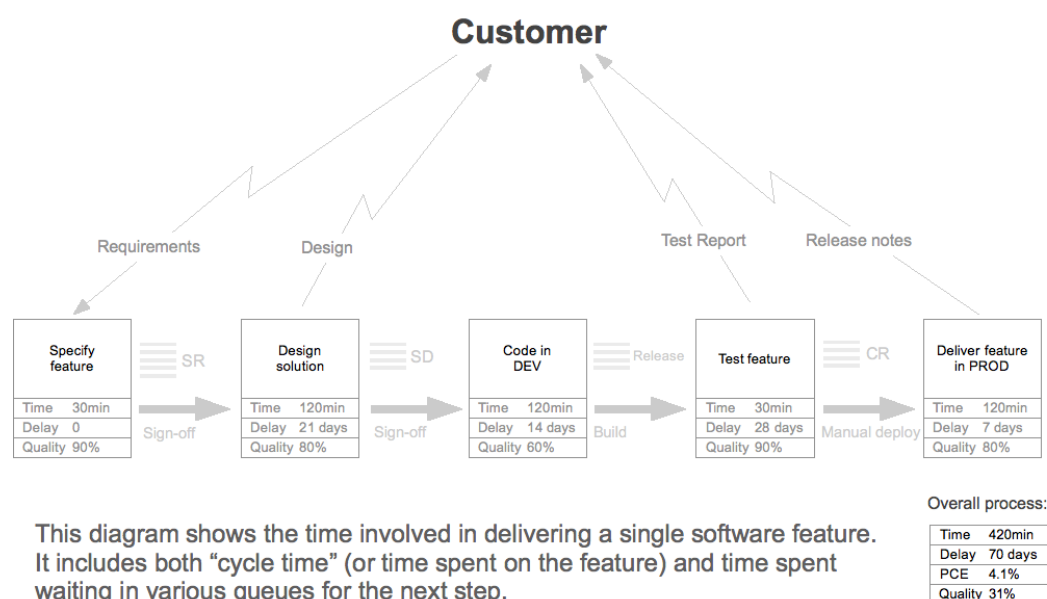 Customer
Requirements
Design
Test Report
Release notes
Specify
feature
Time 30min
Delay 0
Quality 90%
SR
Sign-off
Design
solution
Time 120min
Delay 21 days
Quality 80%
SD
Sign-off
Code in
DEV
Time 120min
Delay 14 days
Quality 60%
Release
Build
Test feature
Time 30min
Delay 28 days
Quality 90%
CR
Manual deploy
Deliver feature
in PROD
Time 120min
Delay 7 days
Quality 80%
This diagram shows the time involved in delivering a single software feature.
It includes both “cycle time” (or time spent on the feature) and time spent
waiting in various queues for the next step.
Overall process:
Time 420min
Delay 70 days
PCE 4.1%
Quality 31%